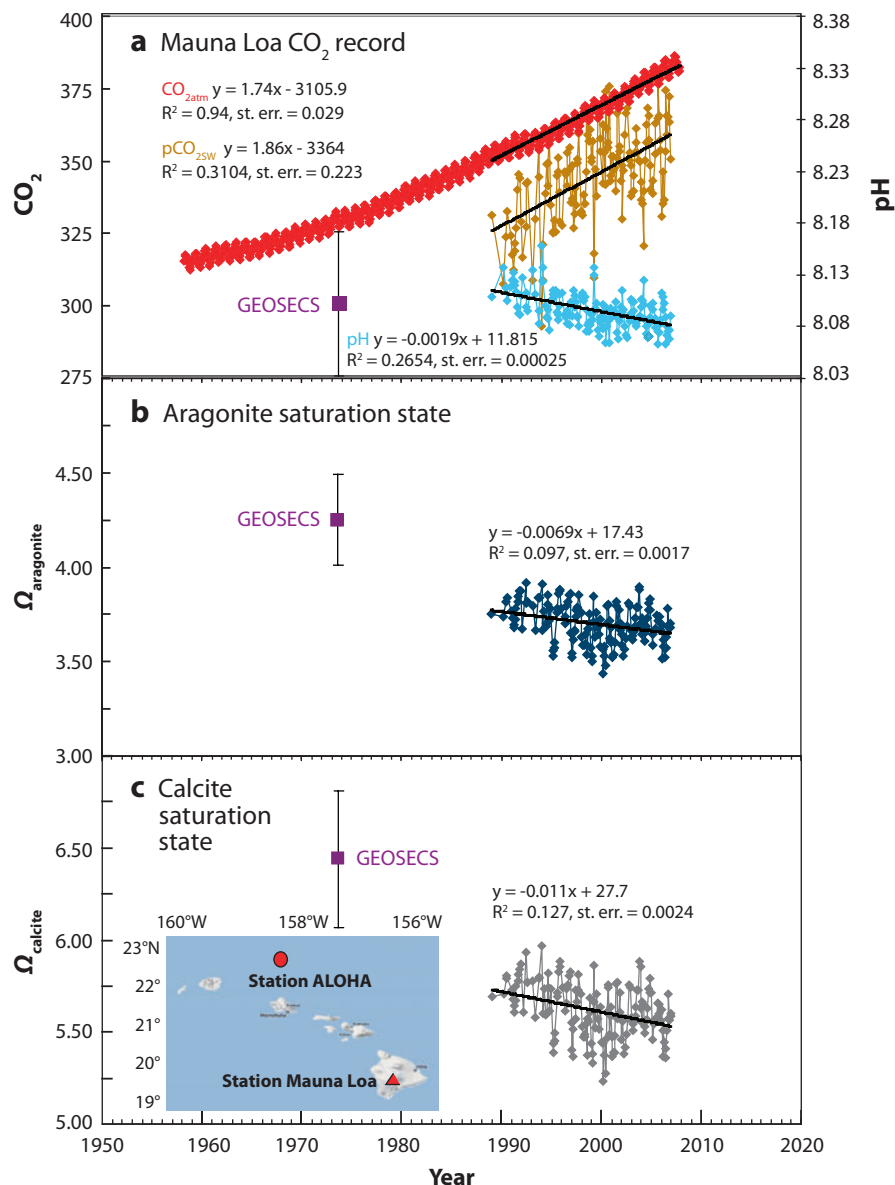 a Mauna Loa CO₂ record
CO₂atm y = 1.74x - 3105.9
R² = 0.94, st. err. = 0.029
pCO₂SW y = 1.86x - 3364
R² = 0.3104, st. err. = 0.223
GEOSECS
pH y = -0.0019x + 11.815
R² = 0.2654, st. err. = 0.00025
CO₂
400
375
350
325
300
275
pH
8.38
8.33
8.28
8.23
8.18
8.13
8.08
8.03
b Aragonite saturation state
GEOSECS
y = -0.0069x + 17.43
R² = 0.097, st. err. = 0.0017
Ωaragonite
4.50
4.00
3.50
3.00
c Calcite
saturation
state
GEOSECS
y = -0.011x + 27.7
R² = 0.127, st. err. = 0.0024
Ωcalcite
6.50
6.00
5.50
5.00
160°W 158°W 156°W
23°N
22°
21°
20°
19°
Station ALOHA
Station Mauna Loa
1950 1960 1970 1980 1990 2000 2010 2020
Year